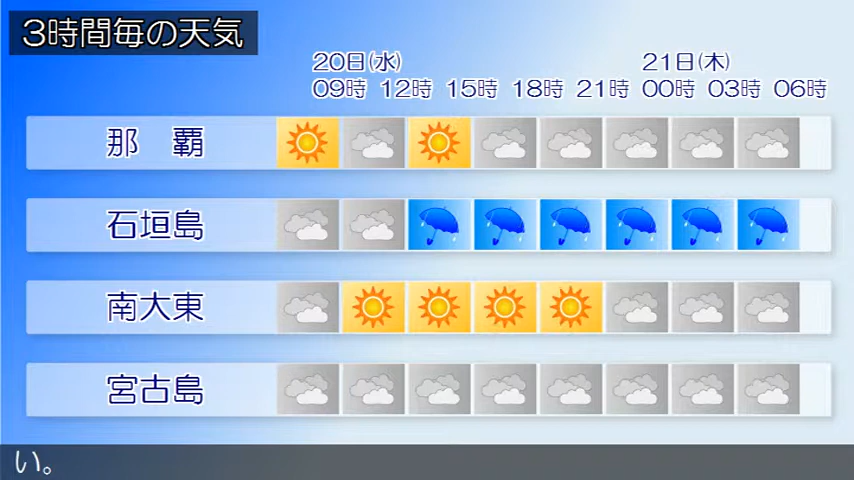 3時間毎の天気
20日(水) 21日(木)
09時 12時 15時 18時 21時 00時 03時 06時
那 覇
石垣島
南大東
宮古島
い。